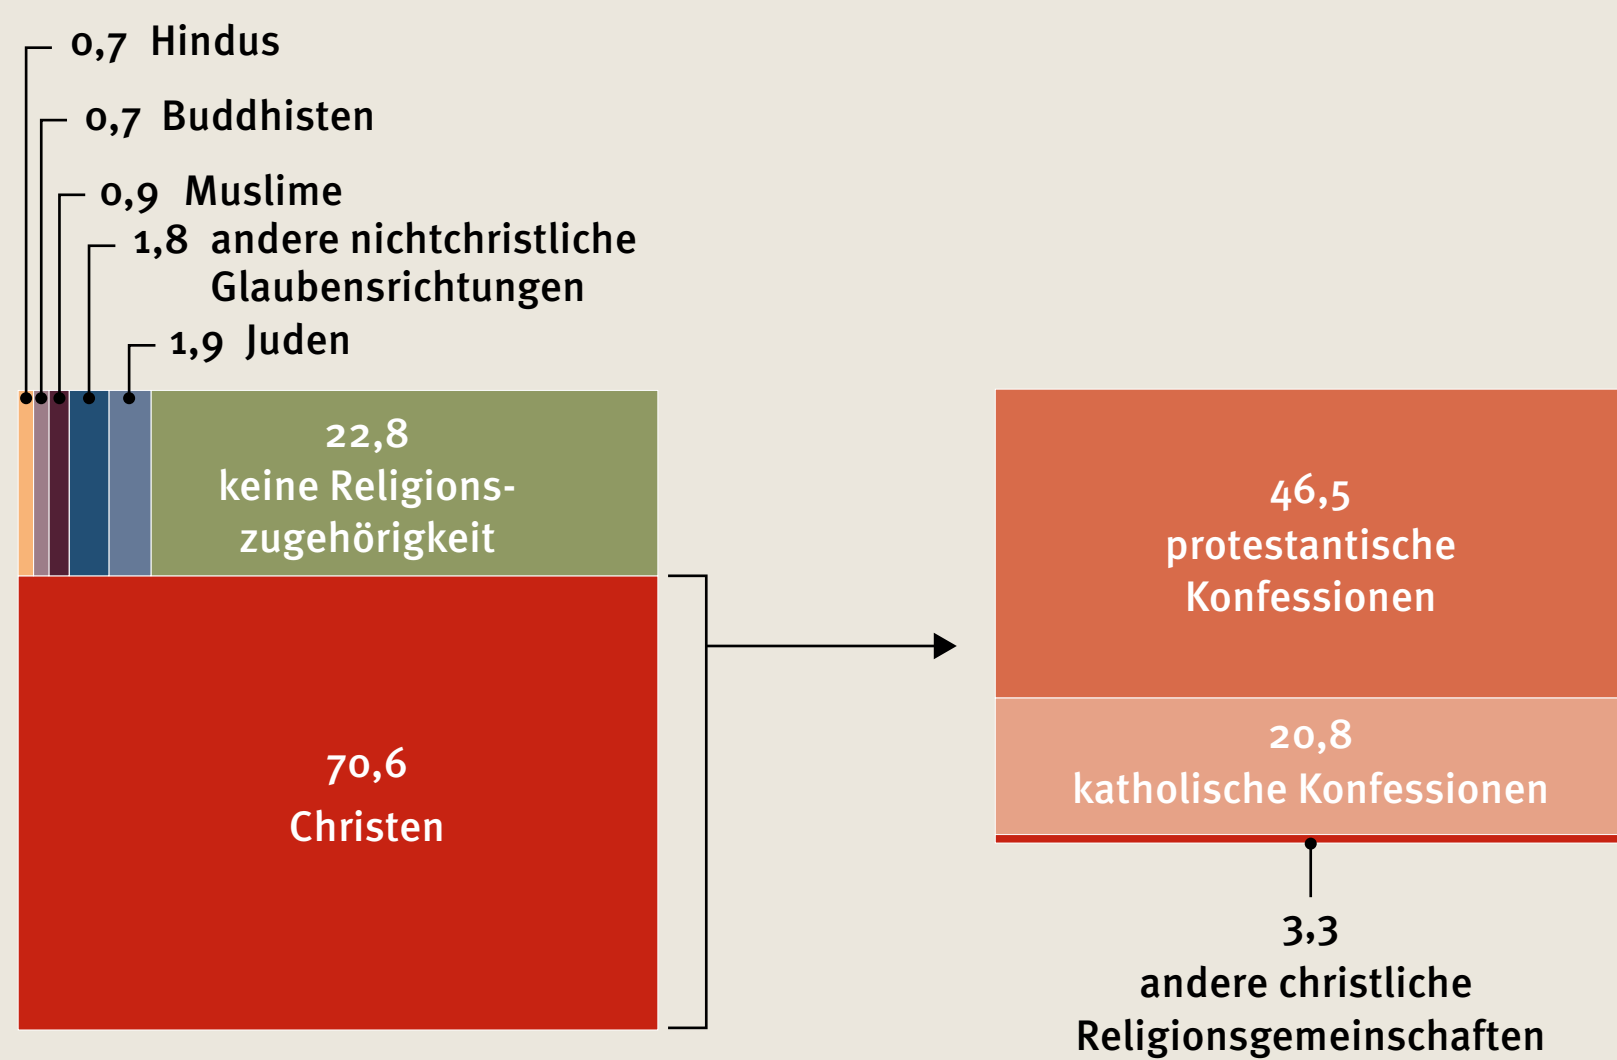 0,7 Hindus
0,7 Buddhisten
0,9 Muslime
1,8 andere nichtchristliche
Glaubensrichtungen
1,9 Juden
22,8
keine Religions-
zugehörigkeit
70,6
Christen
46,5
protestantische
Konfessionen
20,8
katholische Konfessionen
3,3
andere christliche
Religionsgemeinschaften